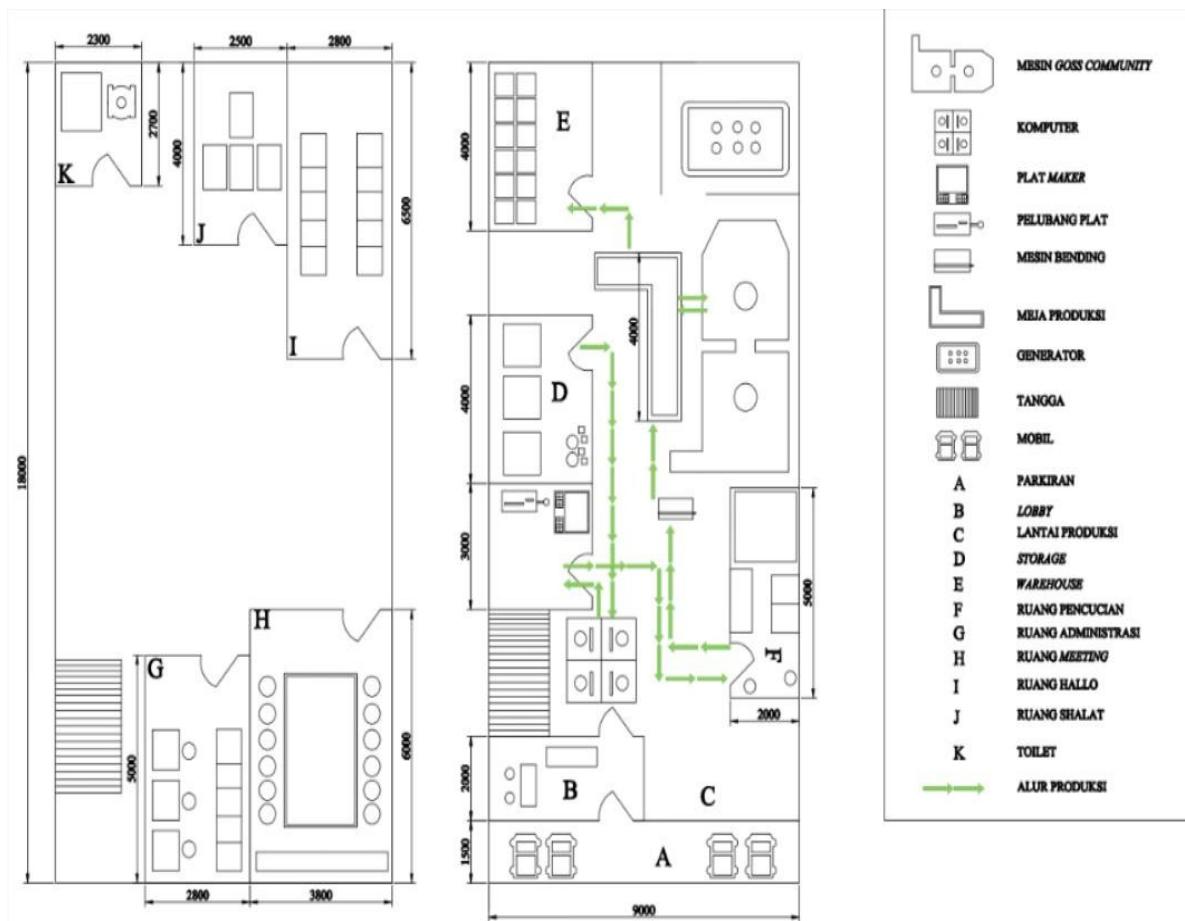 2300
2500
2800
2700
4000
6500
K
J
I
18000
H
G
5000
6000
2800
3800
E
4000
4000
D
4000
3000
5000
F
2000
B
C
2000
A
1500
9000
MESIN GOSS COMMUNITY
KOMPUTER
PLAT MAKER
PELUBANG PLAT
MESIN BENDING
MEJA PRODUKSI
GENERATOR
TANGGA
MOBIL
A PARKIRAN
B LOBBY
C LANTAI PRODUKSI
D STORAGE
E WAREHOUSE
F RUANG PENCUCIAN
G RUANG ADMINISTRASI
H RUANG MEETING
I RUANG HALLO
J RUANG SHALAT
K TOILET
ALUR PRODUKSI